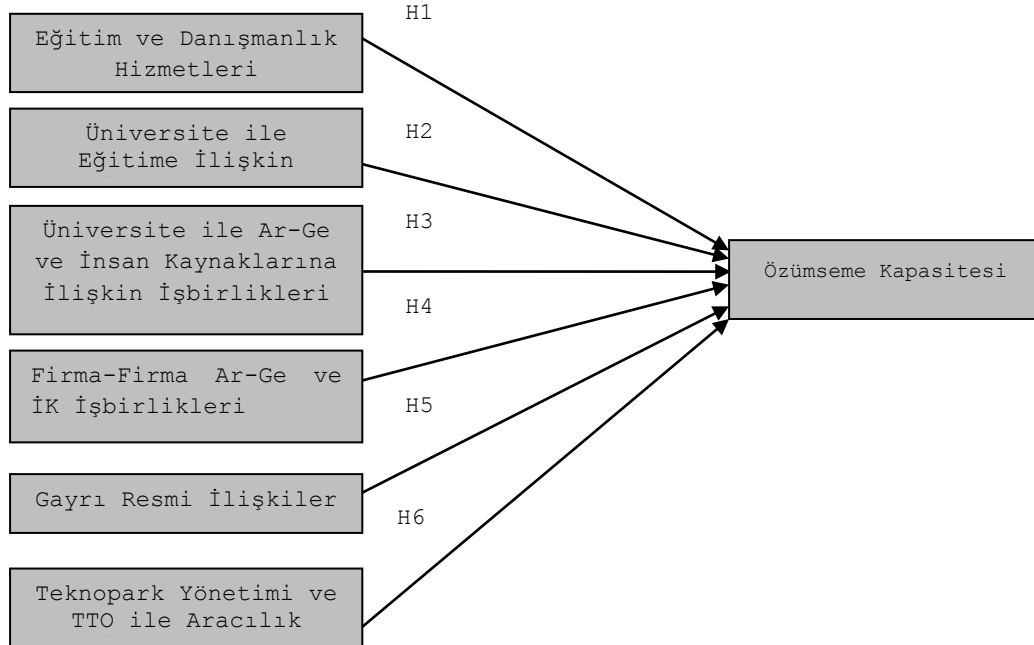 H1
Eğitim ve Danışmanlık
Hizmetleri
H2
Üniversite ile
Eğitime İlişkin
H3
Üniversite ile Ar-Ge
ve İnsan Kaynaklarına
İlişkin İşbirlikleri
Özümseme Kapasitesi
H4
Firma-Firma Ar-Ge ve
İK İşbirlikleri
H5
Gayrı Resmi İlişkiler
H6
Teknopark Yönetimi ve
TTO ile Aracılık